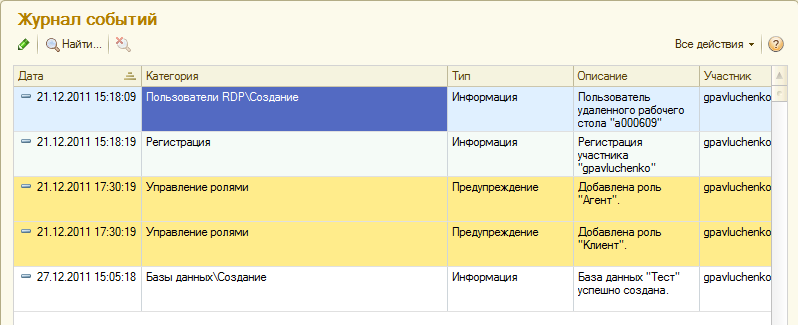 Журнал событий
Найти... Все действия
Дата Категория Тип Описание Участник
21.12.2011 15:18:09 Пользователи RDP\Создание Информация Пользователь gpavluchenko
удаленного рабочего
стола "a000609"
21.12.2011 15:18:19 Регистрация Информация Регистрация gpavluchenko
участника
"gpavluchenko"
21.12.2011 17:30:19 Управление ролями Предупреждение Добавлена роль gpavluchenko
"Агент".
21.12.2011 17:30:19 Управление ролями Предупреждение Добавлена роль gpavluchenko
"Клиент".
27.12.2011 15:05:18 Базы данных\Создание Информация База данных "Тест" gpavluchenko
успешно создана.